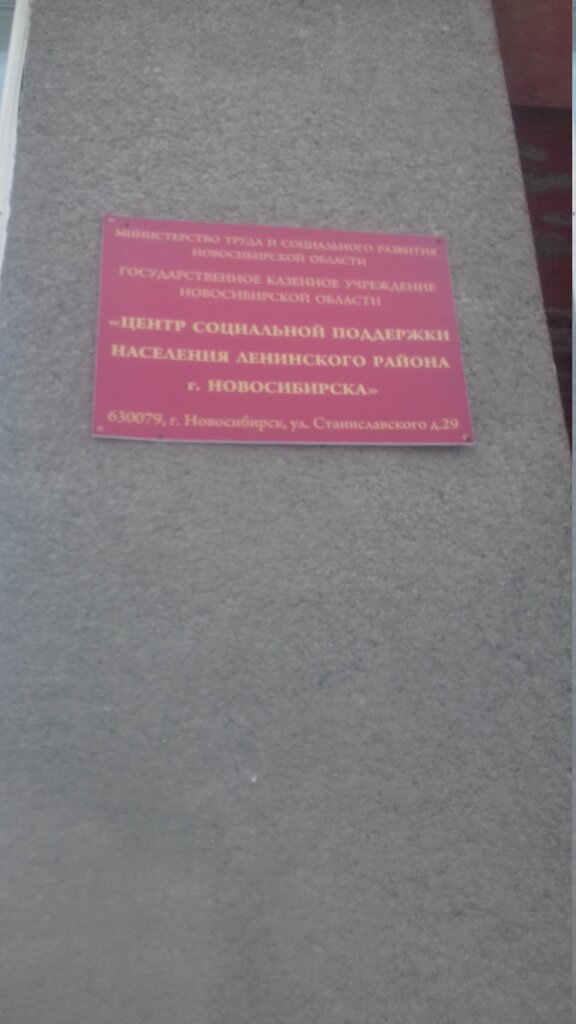 МИНИСТЕРСТВО ТРУДА И СОЦИАЛЬНОГО РАЗВИТИЯ
НОВОСИБИРСКОЙ ОБЛАСТИ
ГОСУДАРСТВЕННОЕ КАЗЕННОЕ УЧРЕЖДЕНИЕ
НОВОСИБИРСКОЙ ОБЛАСТИ
«ЦЕНТР СОЦИАЛЬНОЙ ПОДДЕРЖКИ
НАСЕЛЕНИЯ ЛЕНИНСКОГО РАЙОНА
г. НОВОСИБИРСКА»
630079, г. Новосибирск, ул. Станиславского д.29